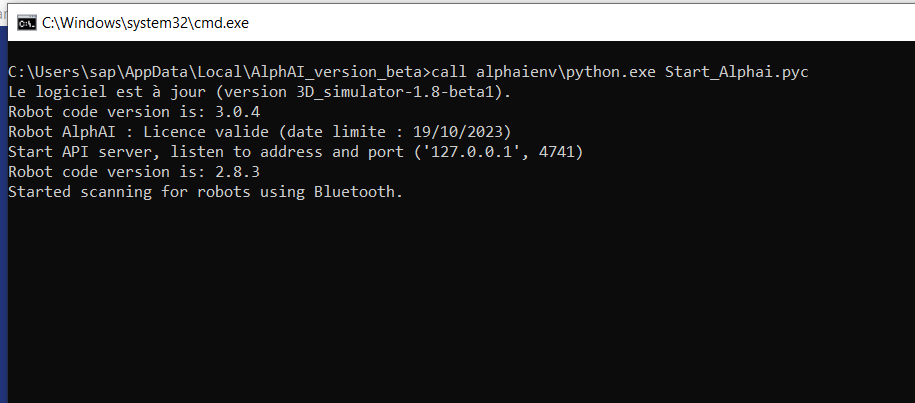 C:\Windows\system32\cmd.exe
C:\Users\sap\AppData\Local\AlphAI_version_beta>call alphaienv\python.exe Start_Alphai.pyc
Le logiciel est à jour (version 3D_simulator-1.8-beta1).
Robot code version is: 3.0.4
Robot AlphAI : Licence valide (date limite : 19/10/2023)
Start API server, listen to address and port ('127.0.0.1', 4741)
Robot code version is: 2.8.3
Started scanning for robots using Bluetooth.